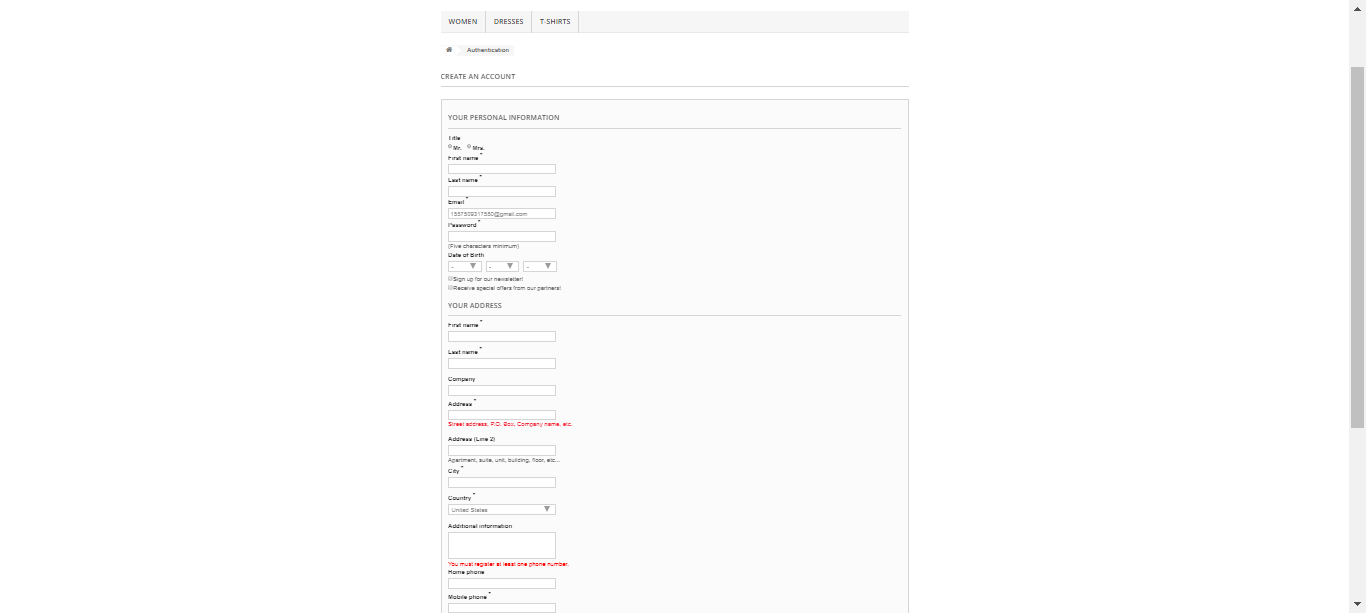 WOMEN DRESSES T-SHIRTS
Authentication
CREATE AN ACCOUNT
YOUR PERSONAL INFORMATION
Title
Mr. Mrs.
First name *
Last name *
Email *
1557509317550@gmail.com
Password *
(Five characters minimum)
Date of Birth
- - -
Sign up for our newsletter!
Receive special offers from our partners!
YOUR ADDRESS
First name *
Last name *
Company
Address *
Street address, P.O. Box, Company name, etc.
Address (Line 2)
Apartment, suite, unit, building, floor, etc...
City *
Country *
United States
Additional information
You must register at least one phone number.
Home phone
Mobile phone *